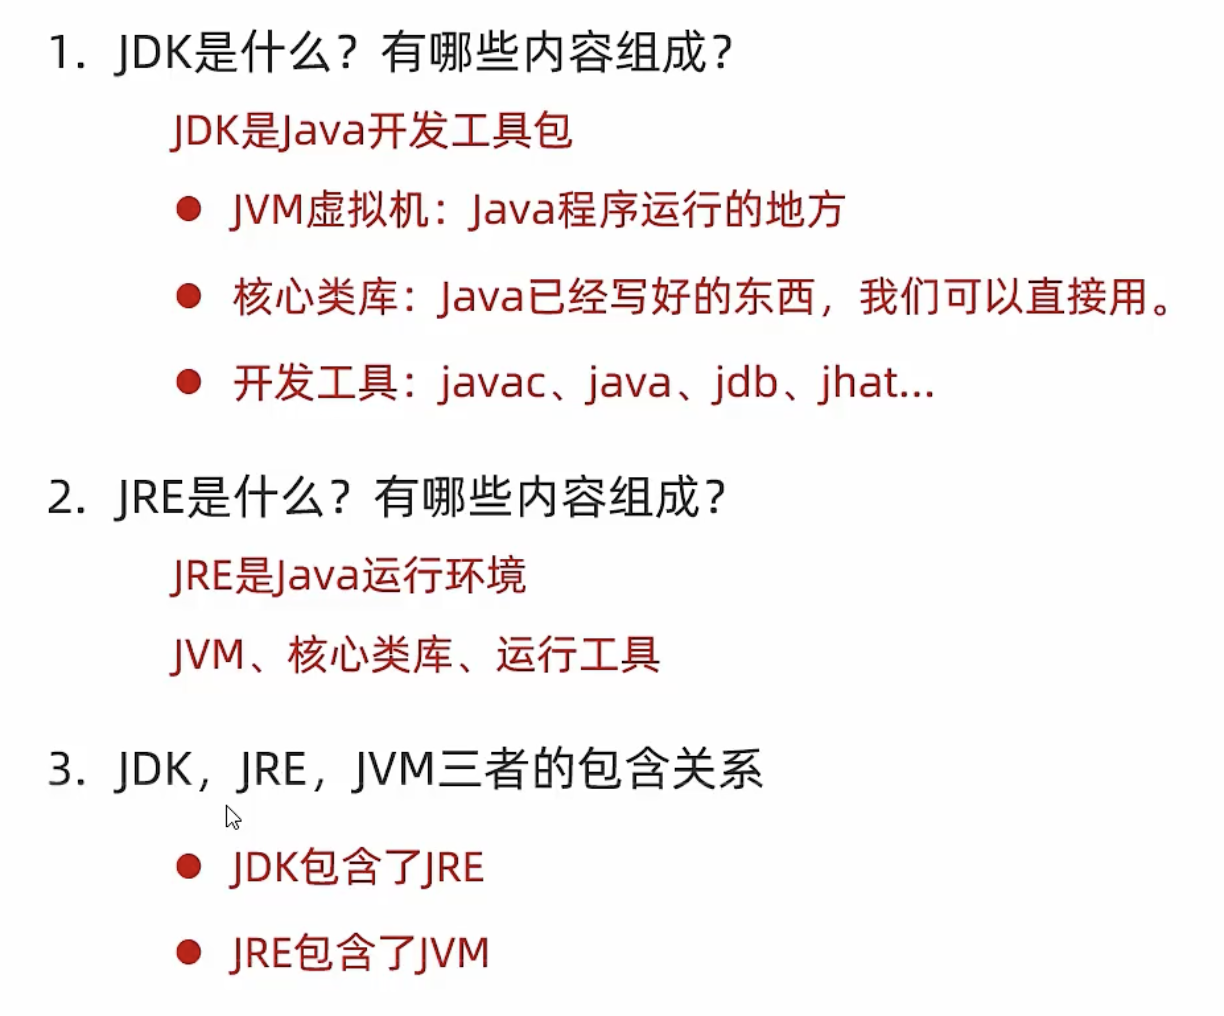 1. JDK是什么？有哪些内容组成？
JDK是Java开发工具包
● JVM虚拟机：Java程序运行的地方
● 核心类库：Java已经写好的东西，我们可以直接用。
● 开发工具：javac、java、jdb、jhat...
2. JRE是什么？有哪些内容组成？
JRE是Java运行环境
JVM、核心类库、运行工具
3. JDK，JRE，JVM三者的包含关系
● JDK包含了JRE
● JRE包含了JVM